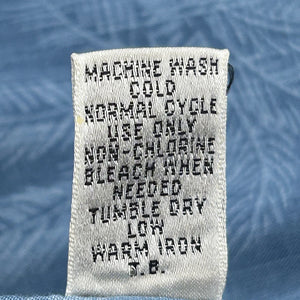 MACHINE WASH
COLD
NORMAL CYCLE
USE ONLY
NON-CHLORINE
BLEACH WHEN
NEEDED
TUMBLE DRY
LOW
WARM IRON
T.B.